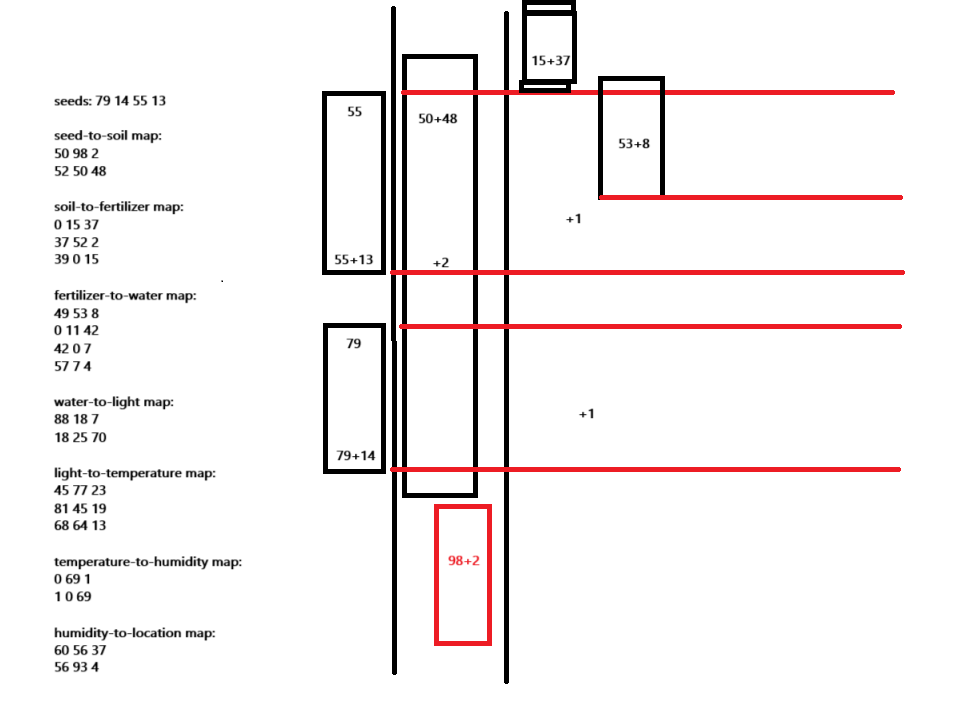 seeds: 79 14 55 13
seed-to-soil map:
50 98 2
52 50 48
soil-to-fertilizer map:
0 15 37
37 52 2
39 0 15
fertilizer-to-water map:
49 53 8
0 11 42
42 0 7
57 7 4
water-to-light map:
88 18 7
18 25 70
light-to-temperature map:
45 77 23
81 45 19
68 64 13
temperature-to-humidity map:
0 69 1
1 0 69
humidity-to-location map:
60 56 37
56 93 4
55
55+13
79
79+14
50+48
+2
98+2
15+37
53+8
+1
+1